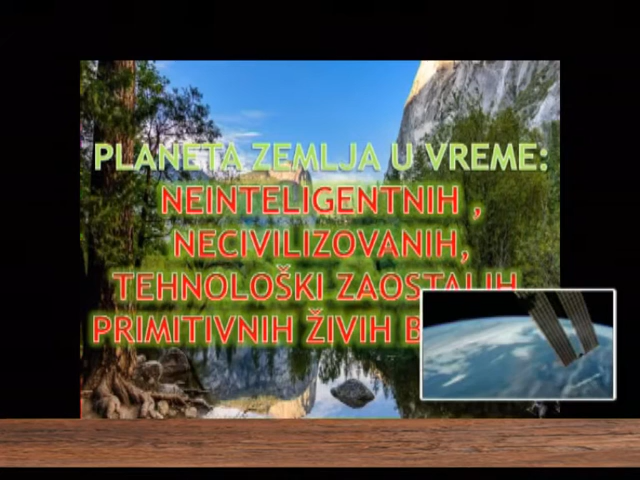 PLANETA ZEMLJA U VREME:
NEINTELIGENTNIH ,
NECIVILIZOVANIH,
TEHNOLOŠKI ZAOSTALIH
PRIMITIVNIH ŽIVIH